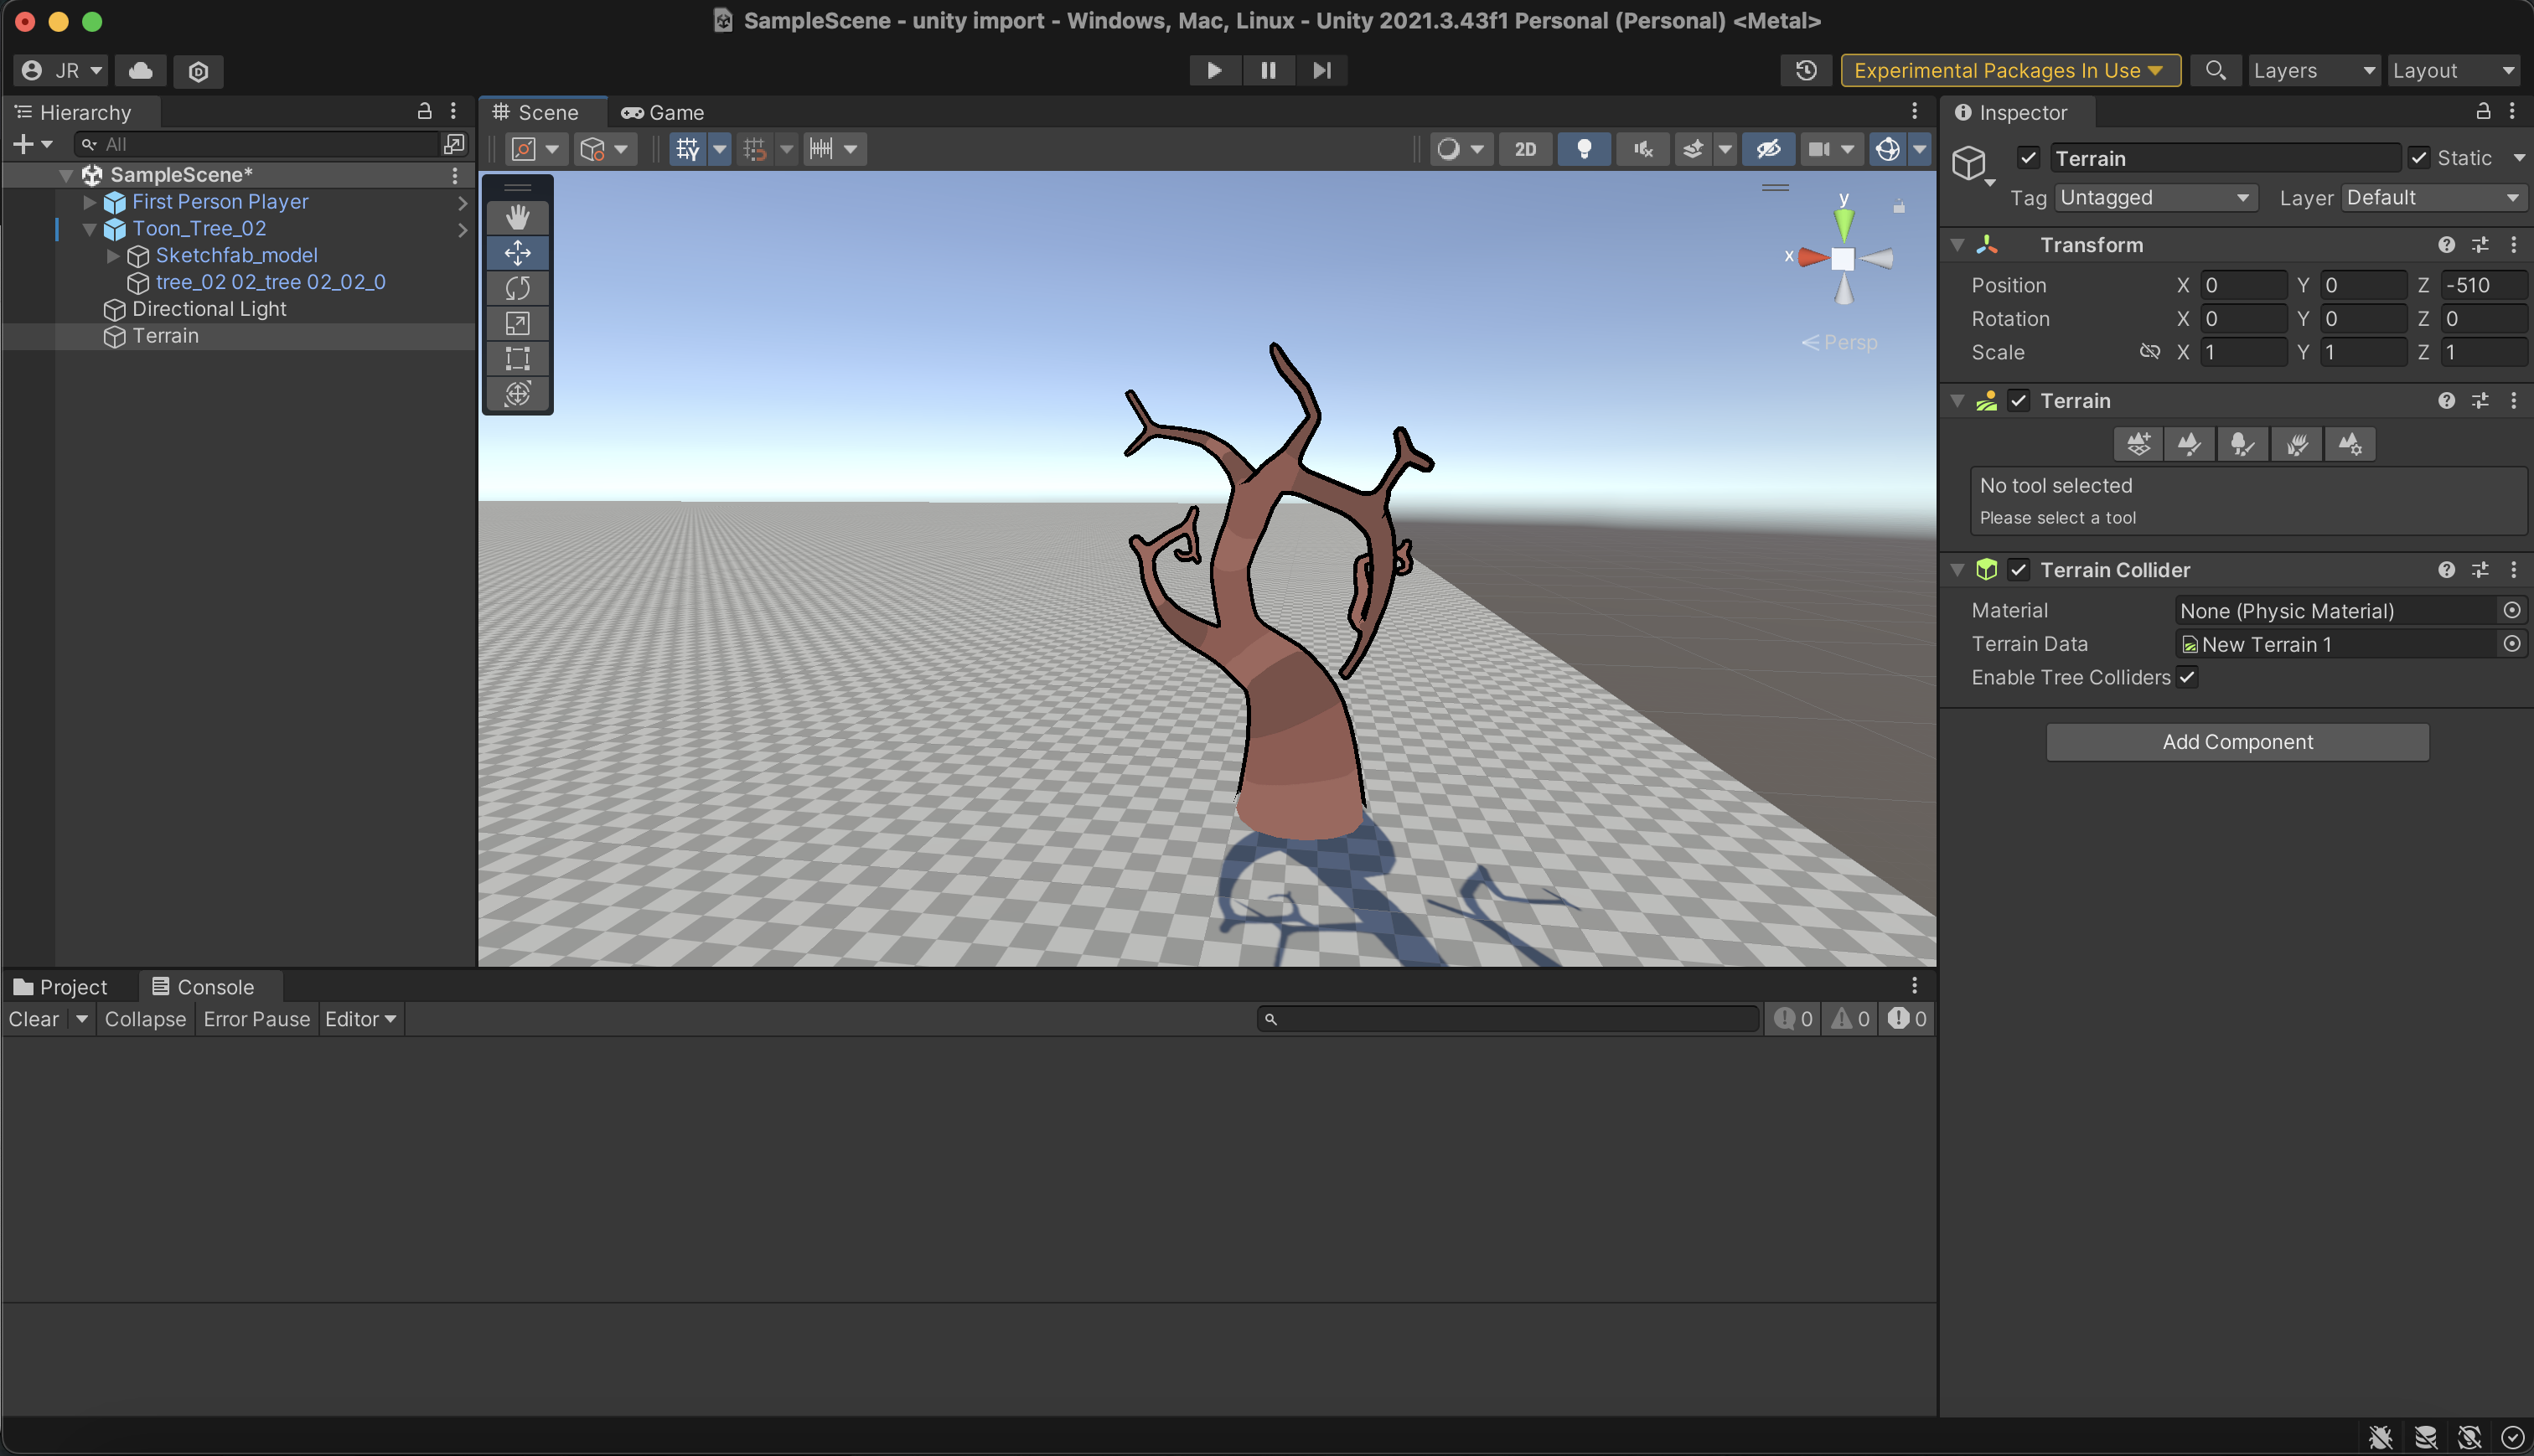 SampleScene - unity import - Windows, Mac, Linux - Unity 2021.3.43f1 Personal (Personal) <Metal>
JR
Experimental Packages In Use
Layers
Layout
Hierarchy
All
SampleScene*
First Person Player
Toon_Tree_02
Sketchfab_model
tree_02 02_tree 02_02_0
Directional Light
Terrain
Scene
Game
2D
y
x
Persp
Inspector
Terrain
Static
Tag Untagged
Layer Default
Transform
Position X 0 Y 0 Z -510
Rotation X 0 Y 0 Z 0
Scale X 1 Y 1 Z 1
Terrain
No tool selected
Please select a tool
Terrain Collider
Material None (Physic Material)
Terrain Data New Terrain 1
Enable Tree Colliders
Add Component
Project
Console
Clear
Collapse
Error Pause
Editor
0
0
0